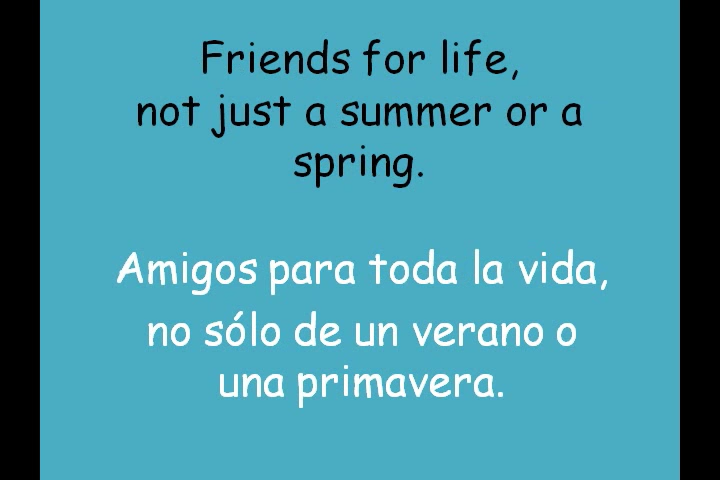 Friends for life,
not just a summer or a
spring.
Amigos para toda la vida,
no sólo de un verano o
una primavera.